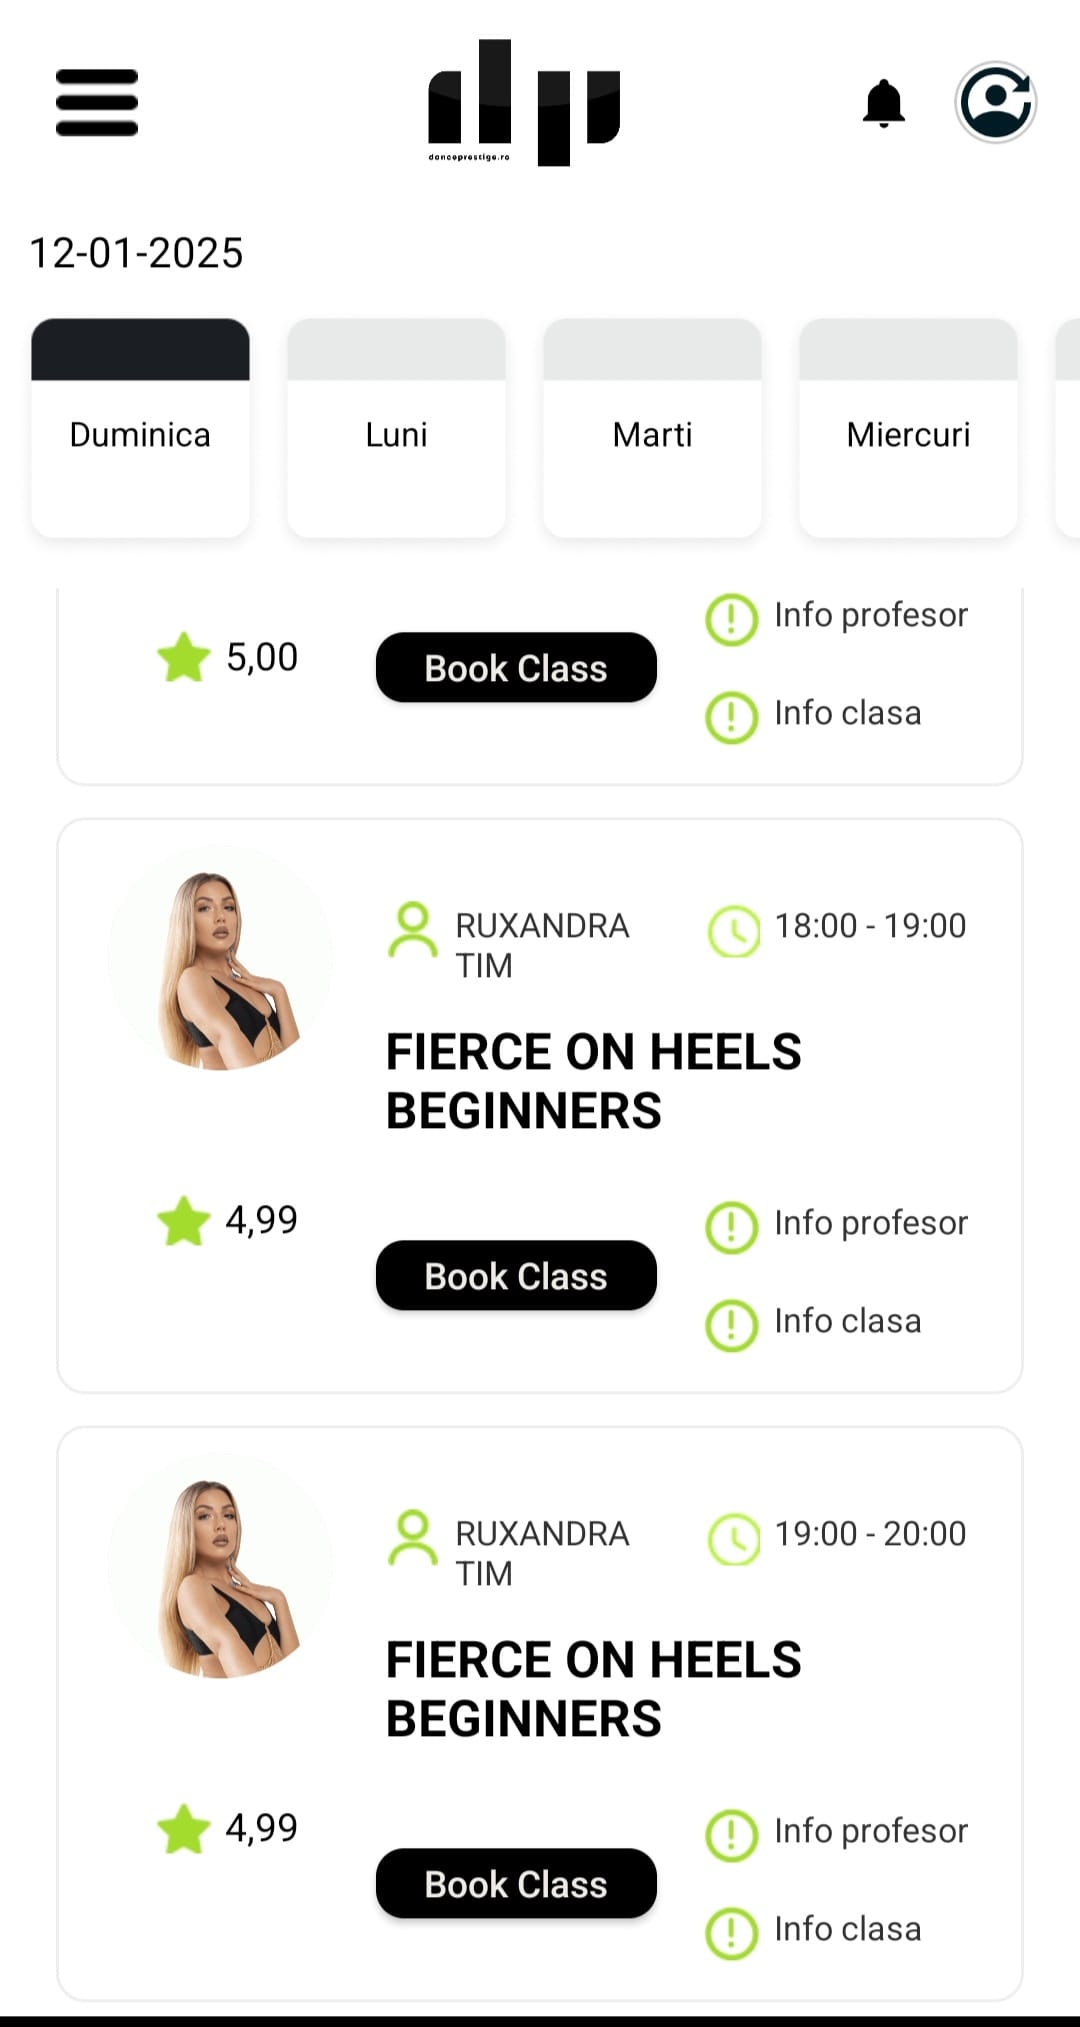 danceprestige.ro
12-01-2025
Duminica
Luni
Marti
Miercuri
5,00
Book Class
Info profesor
Info clasa
RUXANDRA
TIM
18:00 - 19:00
FIERCE ON HEELS
BEGINNERS
4,99
Book Class
Info profesor
Info clasa
RUXANDRA
TIM
19:00 - 20:00
FIERCE ON HEELS
BEGINNERS
4,99
Book Class
Info profesor
Info clasa